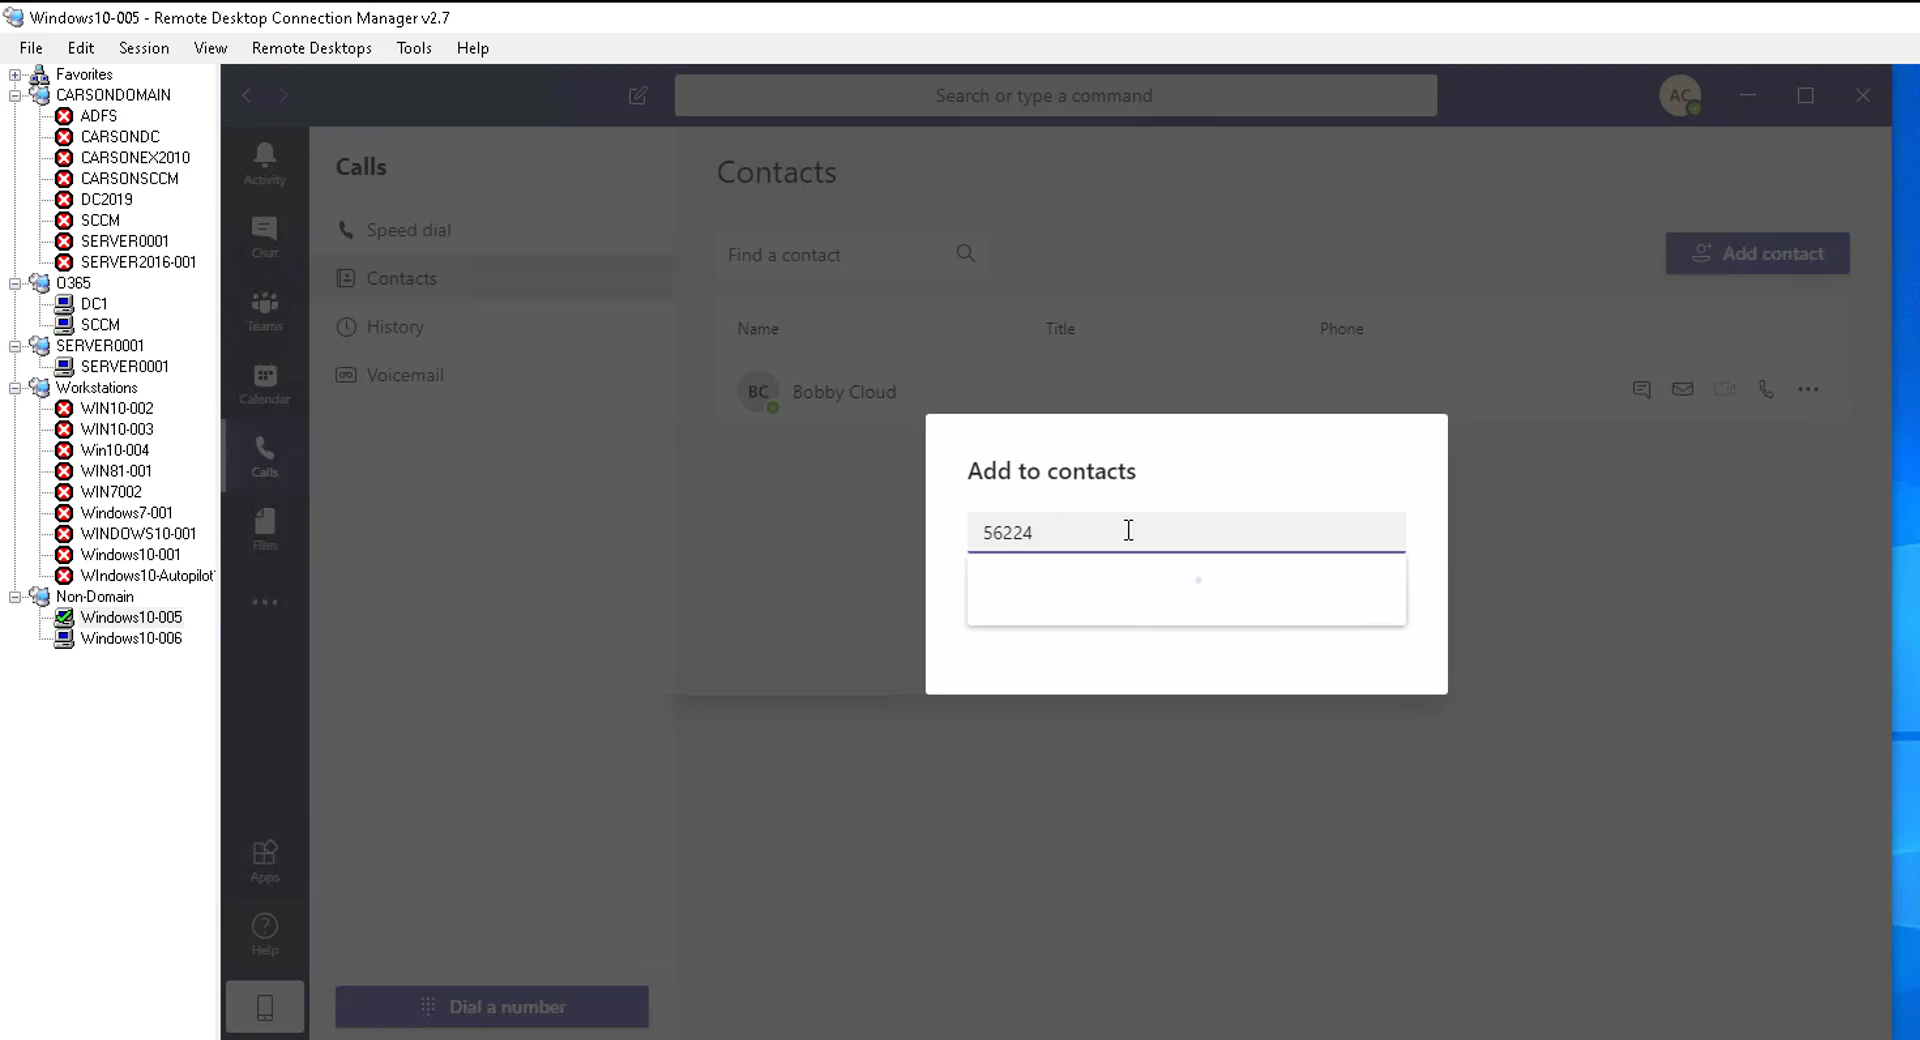 Windows10-005 - Remote Desktop Connection Manager v2.7
File Edit Session View Remote Desktops Tools Help
Favorites
CARSONDOMAIN
ADFS
CARSONDC
CARSONEX2010
CARSONSCCM
DC2019
SCCM
SERVER0001
SERVER2016-001
O365
DC1
SCCM
SERVER0001
SERVER0001
Workstations
WIN10-002
WIN10-003
Win10-004
WIN81-001
WIN7002
Windows7-001
WINDOWS10-001
Windows10-001
WIndows10-Autopilot
Non-Domain
Windows10-005
Windows10-006
Search or type a command
AC
Activity
Chat
Teams
Calendar
Calls
Files
Apps
Help
Calls
Speed dial
Contacts
History
Voicemail
Dial a number
Contacts
Find a contact
Add contact
Name Title Phone
BC Bobby Cloud
Add to contacts
56224